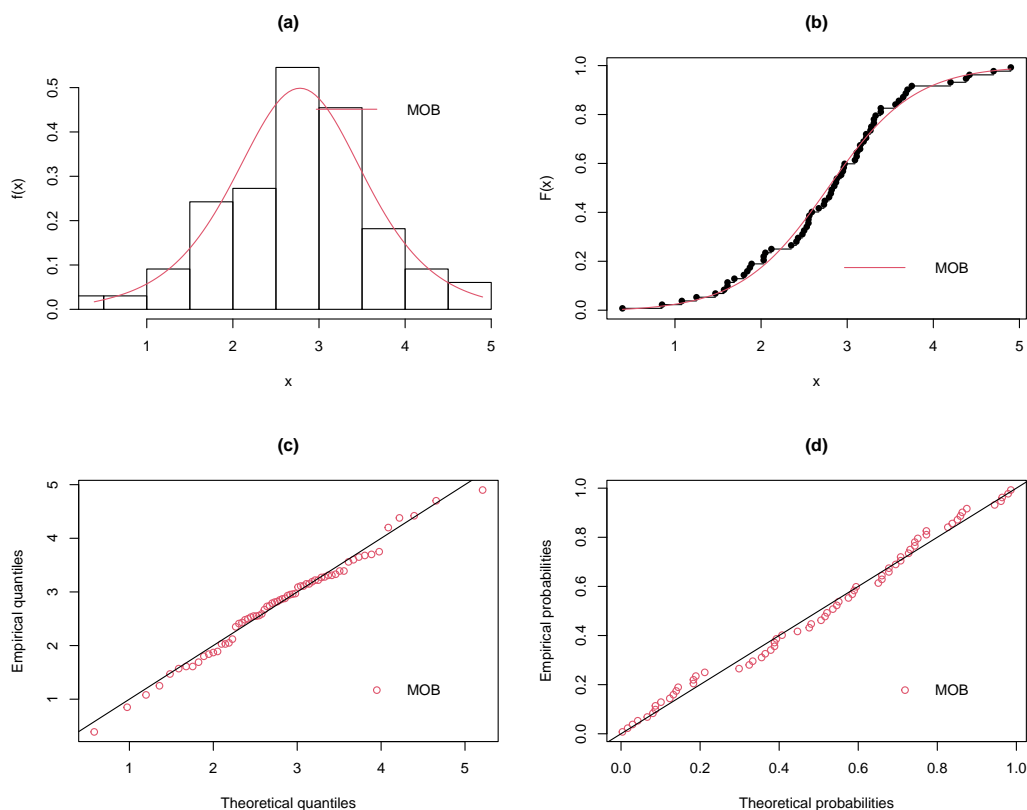 (a)
f(x)
0.0 0.1 0.2 0.3 0.4 0.5
MOB
1 2 3 4 5
x
(b)
F(x)
0.0 0.2 0.4 0.6 0.8 1.0
MOB
1 2 3 4 5
x
(c)
Empirical quantiles
1 2 3 4 5
MOB
1 2 3 4 5
Theoretical quantiles
(d)
Empirical probabilities
0.0 0.2 0.4 0.6 0.8 1.0
MOB
0.0 0.2 0.4 0.6 0.8 1.0
Theoretical probabilities